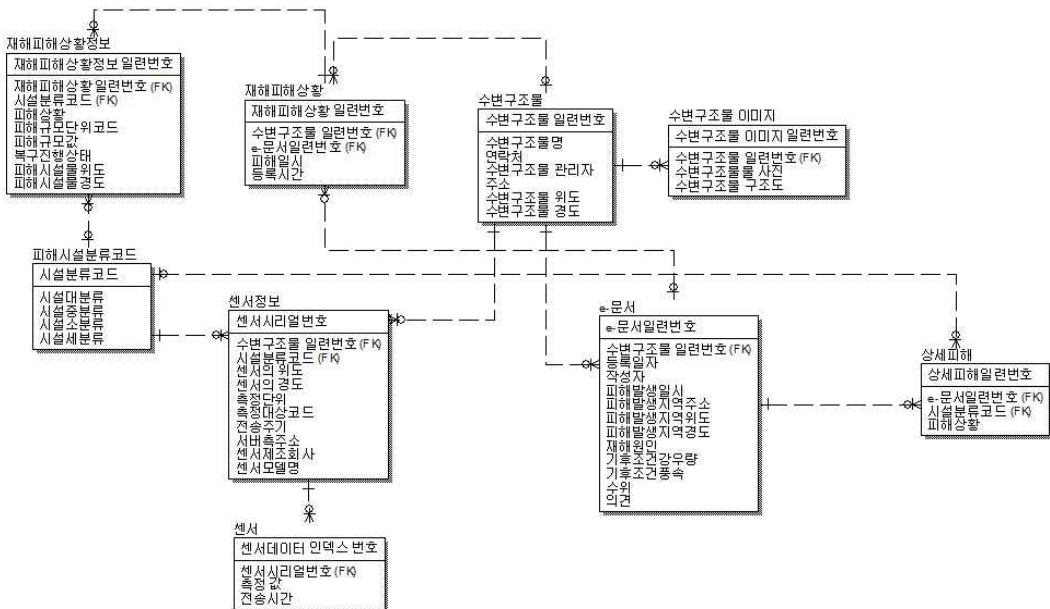 재해피해상황정보
재해피해상황정보 일련번호
재해피해상황 일련번호 (FK)
시설분류코드 (FK)
피해상황
피해규모단위코드
피해규모값
복구진행상태
피해시설물위도
피해시설물경도
재해피해상황
재해피해상황 일련번호
수변구조물 일련번호 (FK)
e-문서일련번호 (FK)
피해일시
등록시간
수변구조물
수변구조물 일련번호
수변구조물명
연락처
수변구조물 관리자
주소
수변구조물 위도
수변구조물 경도
수변구조물 이미지
수변구조물 이미지 일련번호
수변구조물 일련번호 (FK)
수변구조물물 사진
수변구조물 구조도
피해시설분류코드
시설분류코드
시설대분류
시설중분류
시설소분류
시설세분류
센서정보
센서시리얼번호
수변구조물 일련번호 (FK)
시설분류코드 (FK)
센서의 위도
센서의 경도
측정단위
측정대상코드
전송주기
서버측주소
센서제조회사
센서모델명
e-문서
e-문서일련번호
수변구조물 일련번호 (FK)
등록일자
작성자
피해발생일시
피해발생지역주소
피해발생지역위도
피해발생지역경도
재해원인
기후조건강우량
기후조건풍속
수위
의견
상세피해
상세피해일련번호
e-문서일련번호 (FK)
시설분류코드 (FK)
피해상황
센서
센서데이터 인덱스 번호
센서시리얼번호 (FK)
측정 값
전송시간